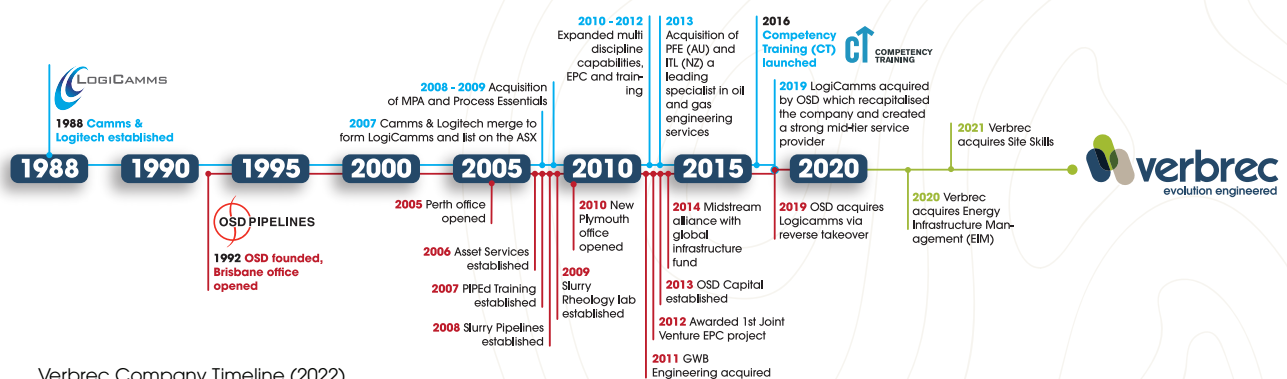 LOGICAMMS
1988 Camms &
Logitech established
2007 Camms & Logitech merge to
form LogiCamms and list on the ASX
2008 - 2009 Acquisition
of MPA and Process Essentials
2010 - 2012
Expanded multi
discipline
capabilities,
EPC and train-
ing
2013
Acquisition of
PFE (AU) and
ITL (NZ) a
leading
specialist in oil
and gas
engineering
services
2016
Competency
Training (CT)
launched
CT COMPETENCY
TRAINING
2019 LogiCamms acquired
by OSD which recapitalised
the company and created
a strong mid-tier service
provider
2021 Verbrec
acquires Site Skills
1988
1990
1995
2000
2005
2010
2015
2020
verbrec
evolution engineered
OSD PIPELINES
1992 OSD founded,
Brisbane office
opened
2005 Perth office
opened
2006 Asset Services
established
2007 PIPEd Training
established
2008 Slurry Pipelines
established
2009
Slurry
Rheology lab
established
2010 New
Plymouth
office
opened
2011 GWB
Engineering acquired
2012 Awarded 1st Joint
Venture EPC project
2013 OSD Capital
established
2014 Midstream
alliance with
global
infrastructure
fund
2019 OSD acquires
Logicamms via
reverse takeover
2020 Verbrec
acquires Energy
Infrastructure Man-
agement (EIM)
Verbrec Company Timeline (2022)